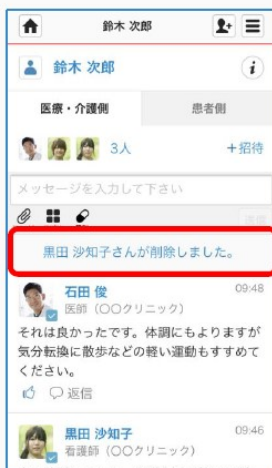 鈴木 次郎
鈴木 次郎
医療・介護側
患者側
3人
+招待
メッセージを入力して下さい
送信
黒田 沙知子さんが削除しました。
石田 俊
09:48
医師（〇〇クリニック）
それは良かったです。体調にもよりますが
気分転換に散歩などの軽い運動もすすめて
ください。
返信
黒田 沙知子
09:46
看護師（〇〇クリニック）